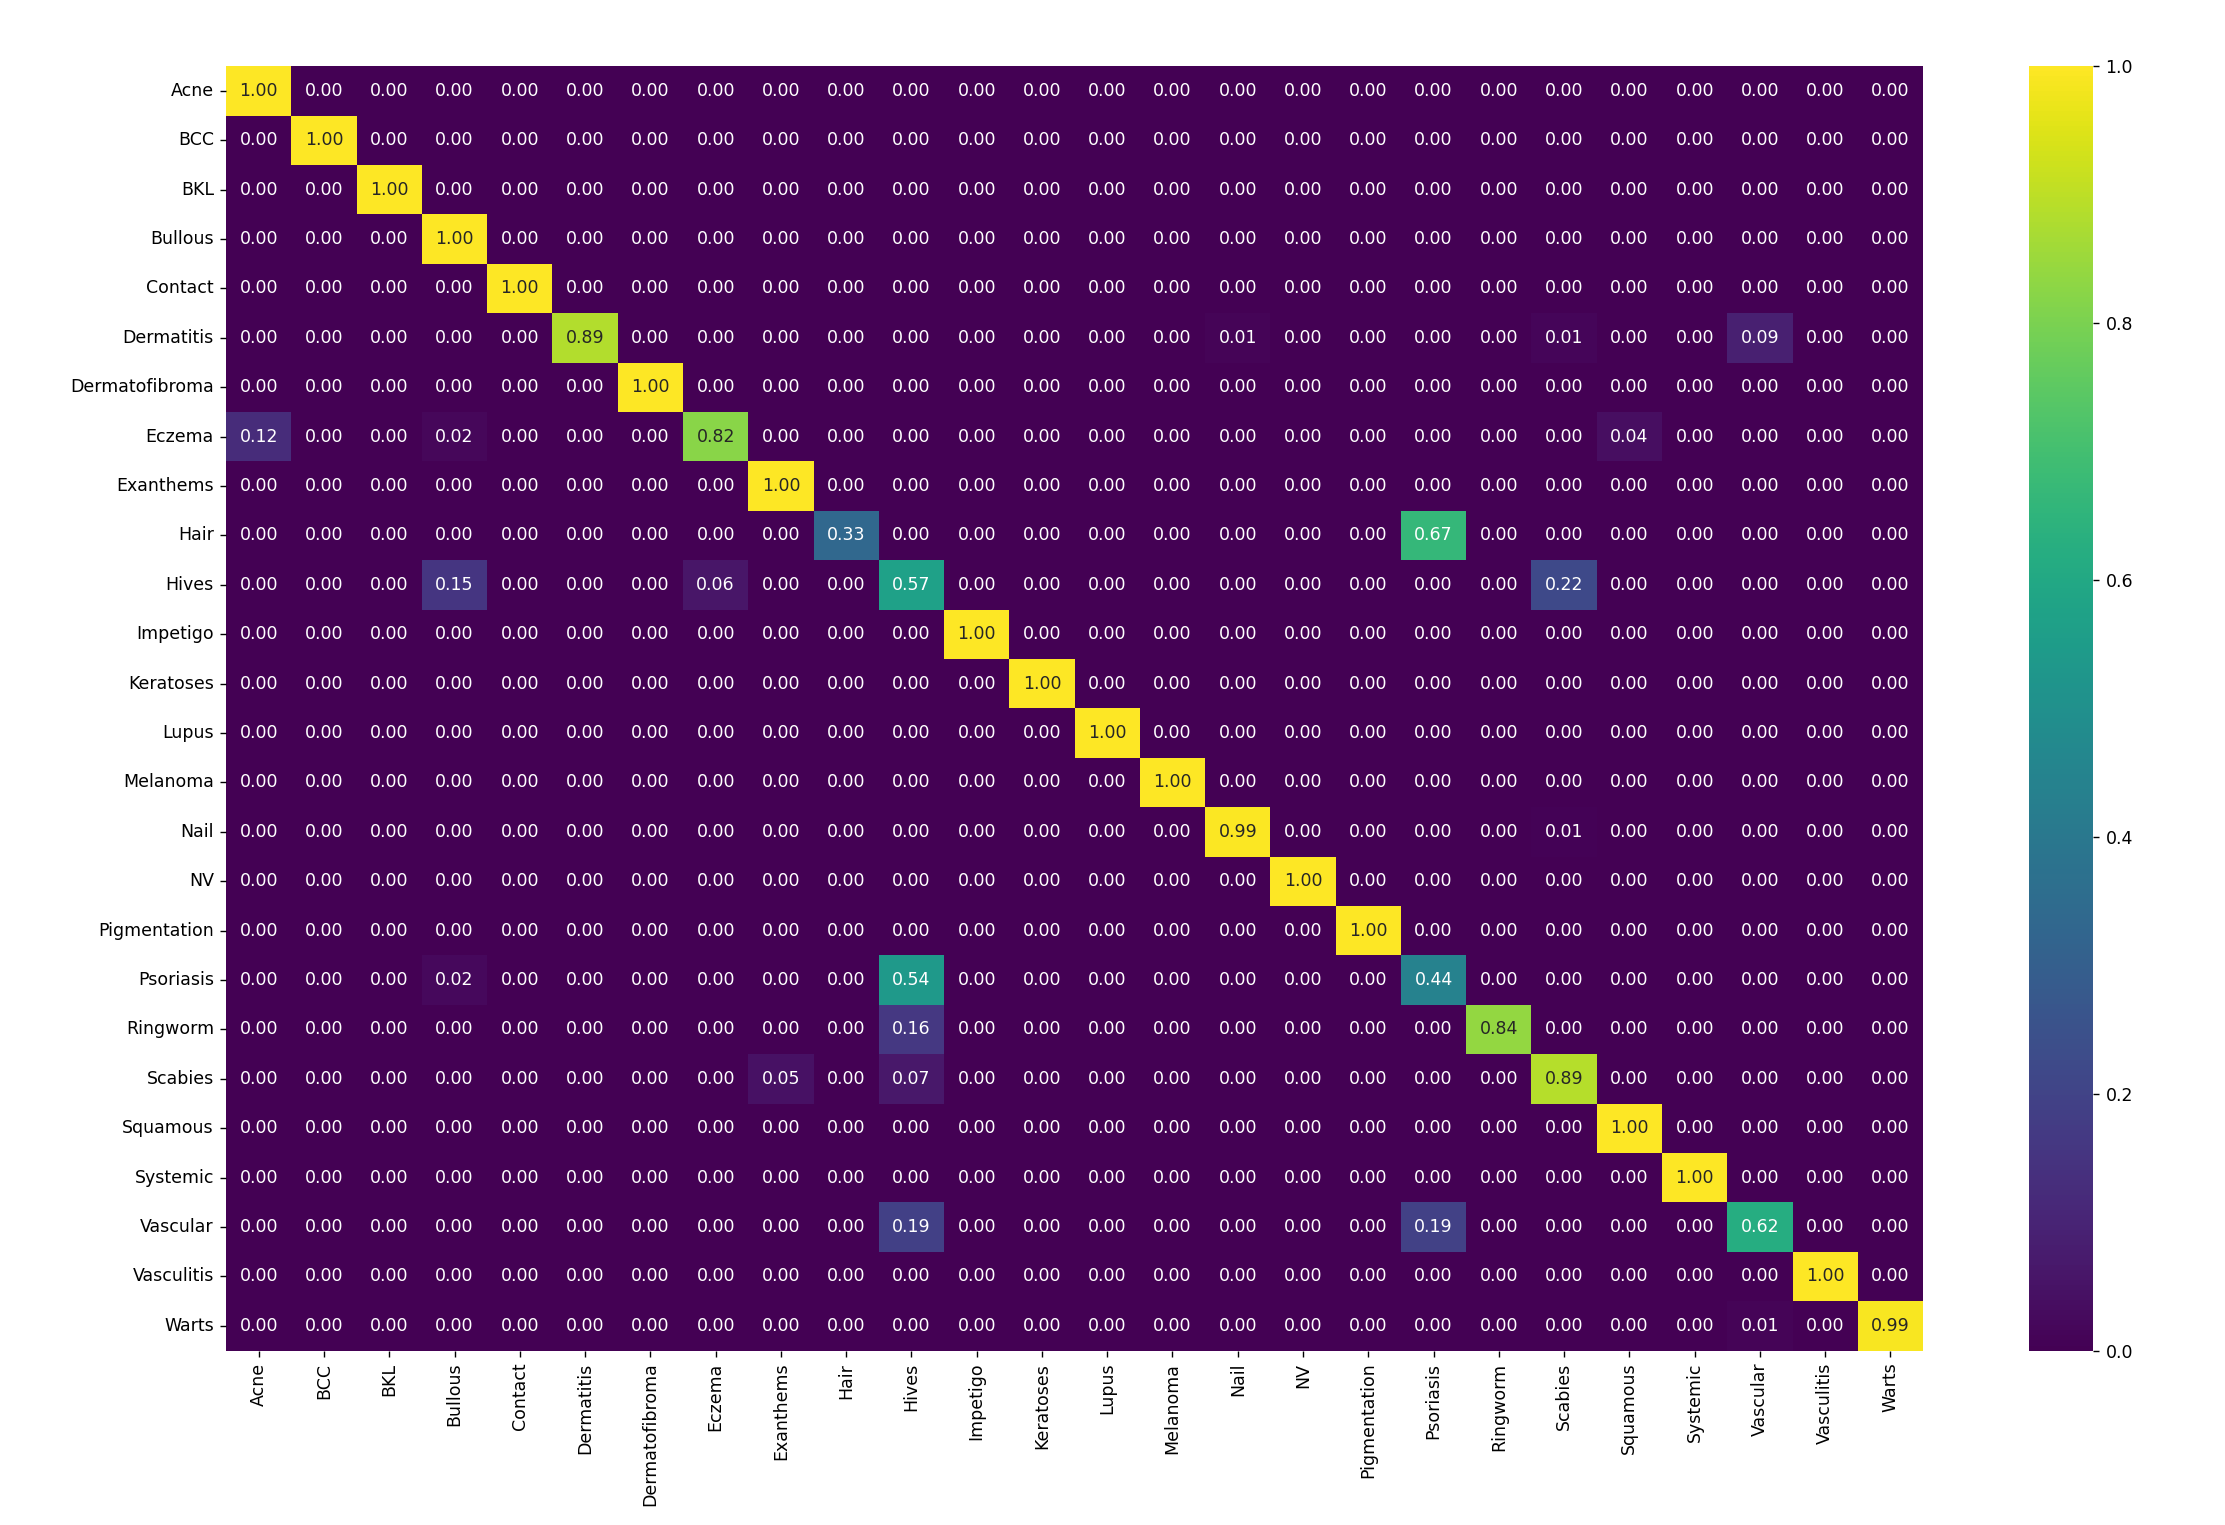 Acne 1.00 0.00 0.00 0.00 0.00 0.00 0.00 0.00 0.00 0.00 0.00 0.00 0.00 0.00 0.00 0.00 0.00 0.00 0.00 0.00 0.00 0.00 0.00 0.00 0.00 0.00
BCC 0.00 1.00 0.00 0.00 0.00 0.00 0.00 0.00 0.00 0.00 0.00 0.00 0.00 0.00 0.00 0.00 0.00 0.00 0.00 0.00 0.00 0.00 0.00 0.00 0.00 0.00
BKL 0.00 0.00 1.00 0.00 0.00 0.00 0.00 0.00 0.00 0.00 0.00 0.00 0.00 0.00 0.00 0.00 0.00 0.00 0.00 0.00 0.00 0.00 0.00 0.00 0.00 0.00
Bullous 0.00 0.00 0.00 1.00 0.00 0.00 0.00 0.00 0.00 0.00 0.00 0.00 0.00 0.00 0.00 0.00 0.00 0.00 0.00 0.00 0.00 0.00 0.00 0.00 0.00 0.00
Contact 0.00 0.00 0.00 0.00 1.00 0.00 0.00 0.00 0.00 0.00 0.00 0.00 0.00 0.00 0.00 0.00 0.00 0.00 0.00 0.00 0.00 0.00 0.00 0.00 0.00 0.00
Dermatitis 0.00 0.00 0.00 0.00 0.00 0.89 0.00 0.00 0.00 0.00 0.00 0.00 0.00 0.00 0.00 0.01 0.00 0.00 0.00 0.00 0.01 0.00 0.00 0.09 0.00 0.00
Dermatofibroma 0.00 0.00 0.00 0.00 0.00 0.00 1.00 0.00 0.00 0.00 0.00 0.00 0.00 0.00 0.00 0.00 0.00 0.00 0.00 0.00 0.00 0.00 0.00 0.00 0.00 0.00
Eczema 0.12 0.00 0.00 0.02 0.00 0.00 0.00 0.82 0.00 0.00 0.00 0.00 0.00 0.00 0.00 0.00 0.00 0.00 0.00 0.00 0.00 0.04 0.00 0.00 0.00 0.00
Exanthems 0.00 0.00 0.00 0.00 0.00 0.00 0.00 0.00 1.00 0.00 0.00 0.00 0.00 0.00 0.00 0.00 0.00 0.00 0.00 0.00 0.00 0.00 0.00 0.00 0.00 0.00
Hair 0.00 0.00 0.00 0.00 0.00 0.00 0.00 0.00 0.00 0.33 0.00 0.00 0.00 0.00 0.00 0.00 0.00 0.00 0.67 0.00 0.00 0.00 0.00 0.00 0.00 0.00
Hives 0.00 0.00 0.00 0.15 0.00 0.00 0.00 0.06 0.00 0.00 0.57 0.00 0.00 0.00 0.00 0.00 0.00 0.00 0.00 0.00 0.22 0.00 0.00 0.00 0.00 0.00
Impetigo 0.00 0.00 0.00 0.00 0.00 0.00 0.00 0.00 0.00 0.00 0.00 1.00 0.00 0.00 0.00 0.00 0.00 0.00 0.00 0.00 0.00 0.00 0.00 0.00 0.00 0.00
Keratoses 0.00 0.00 0.00 0.00 0.00 0.00 0.00 0.00 0.00 0.00 0.00 0.00 1.00 0.00 0.00 0.00 0.00 0.00 0.00 0.00 0.00 0.00 0.00 0.00 0.00 0.00
Lupus 0.00 0.00 0.00 0.00 0.00 0.00 0.00 0.00 0.00 0.00 0.00 0.00 0.00 1.00 0.00 0.00 0.00 0.00 0.00 0.00 0.00 0.00 0.00 0.00 0.00 0.00
Melanoma 0.00 0.00 0.00 0.00 0.00 0.00 0.00 0.00 0.00 0.00 0.00 0.00 0.00 0.00 1.00 0.00 0.00 0.00 0.00 0.00 0.00 0.00 0.00 0.00 0.00 0.00
Nail 0.00 0.00 0.00 0.00 0.00 0.00 0.00 0.00 0.00 0.00 0.00 0.00 0.00 0.00 0.00 0.99 0.00 0.00 0.00 0.00 0.01 0.00 0.00 0.00 0.00 0.00
NV 0.00 0.00 0.00 0.00 0.00 0.00 0.00 0.00 0.00 0.00 0.00 0.00 0.00 0.00 0.00 0.00 1.00 0.00 0.00 0.00 0.00 0.00 0.00 0.00 0.00 0.00
Pigmentation 0.00 0.00 0.00 0.00 0.00 0.00 0.00 0.00 0.00 0.00 0.00 0.00 0.00 0.00 0.00 0.00 0.00 1.00 0.00 0.00 0.00 0.00 0.00 0.00 0.00 0.00
Psoriasis 0.00 0.00 0.00 0.02 0.00 0.00 0.00 0.00 0.00 0.00 0.54 0.00 0.00 0.00 0.00 0.00 0.00 0.00 0.44 0.00 0.00 0.00 0.00 0.00 0.00 0.00
Ringworm 0.00 0.00 0.00 0.00 0.00 0.00 0.00 0.00 0.00 0.00 0.16 0.00 0.00 0.00 0.00 0.00 0.00 0.00 0.00 0.84 0.00 0.00 0.00 0.00 0.00 0.00
Scabies 0.00 0.00 0.00 0.00 0.00 0.00 0.00 0.00 0.05 0.00 0.07 0.00 0.00 0.00 0.00 0.00 0.00 0.00 0.00 0.00 0.89 0.00 0.00 0.00 0.00 0.00
Squamous 0.00 0.00 0.00 0.00 0.00 0.00 0.00 0.00 0.00 0.00 0.00 0.00 0.00 0.00 0.00 0.00 0.00 0.00 0.00 0.00 0.00 1.00 0.00 0.00 0.00 0.00
Systemic 0.00 0.00 0.00 0.00 0.00 0.00 0.00 0.00 0.00 0.00 0.00 0.00 0.00 0.00 0.00 0.00 0.00 0.00 0.00 0.00 0.00 0.00 1.00 0.00 0.00 0.00
Vascular 0.00 0.00 0.00 0.00 0.00 0.00 0.00 0.00 0.00 0.00 0.19 0.00 0.00 0.00 0.00 0.00 0.00 0.00 0.19 0.00 0.00 0.00 0.00 0.62 0.00 0.00
Vasculitis 0.00 0.00 0.00 0.00 0.00 0.00 0.00 0.00 0.00 0.00 0.00 0.00 0.00 0.00 0.00 0.00 0.00 0.00 0.00 0.00 0.00 0.00 0.00 0.00 1.00 0.00
Warts 0.00 0.00 0.00 0.00 0.00 0.00 0.00 0.00 0.00 0.00 0.00 0.00 0.00 0.00 0.00 0.00 0.00 0.00 0.00 0.00 0.00 0.00 0.00 0.01 0.00 0.99
Acne BCC BKL Bullous Contact Dermatitis Dermatofibroma Eczema Exanthems Hair Hives Impetigo Keratoses Lupus Melanoma Nail NV Pigmentation Psoriasis Ringworm Scabies Squamous Systemic Vascular Vasculitis Warts
1.0
0.8
0.6
0.4
0.2
0.0